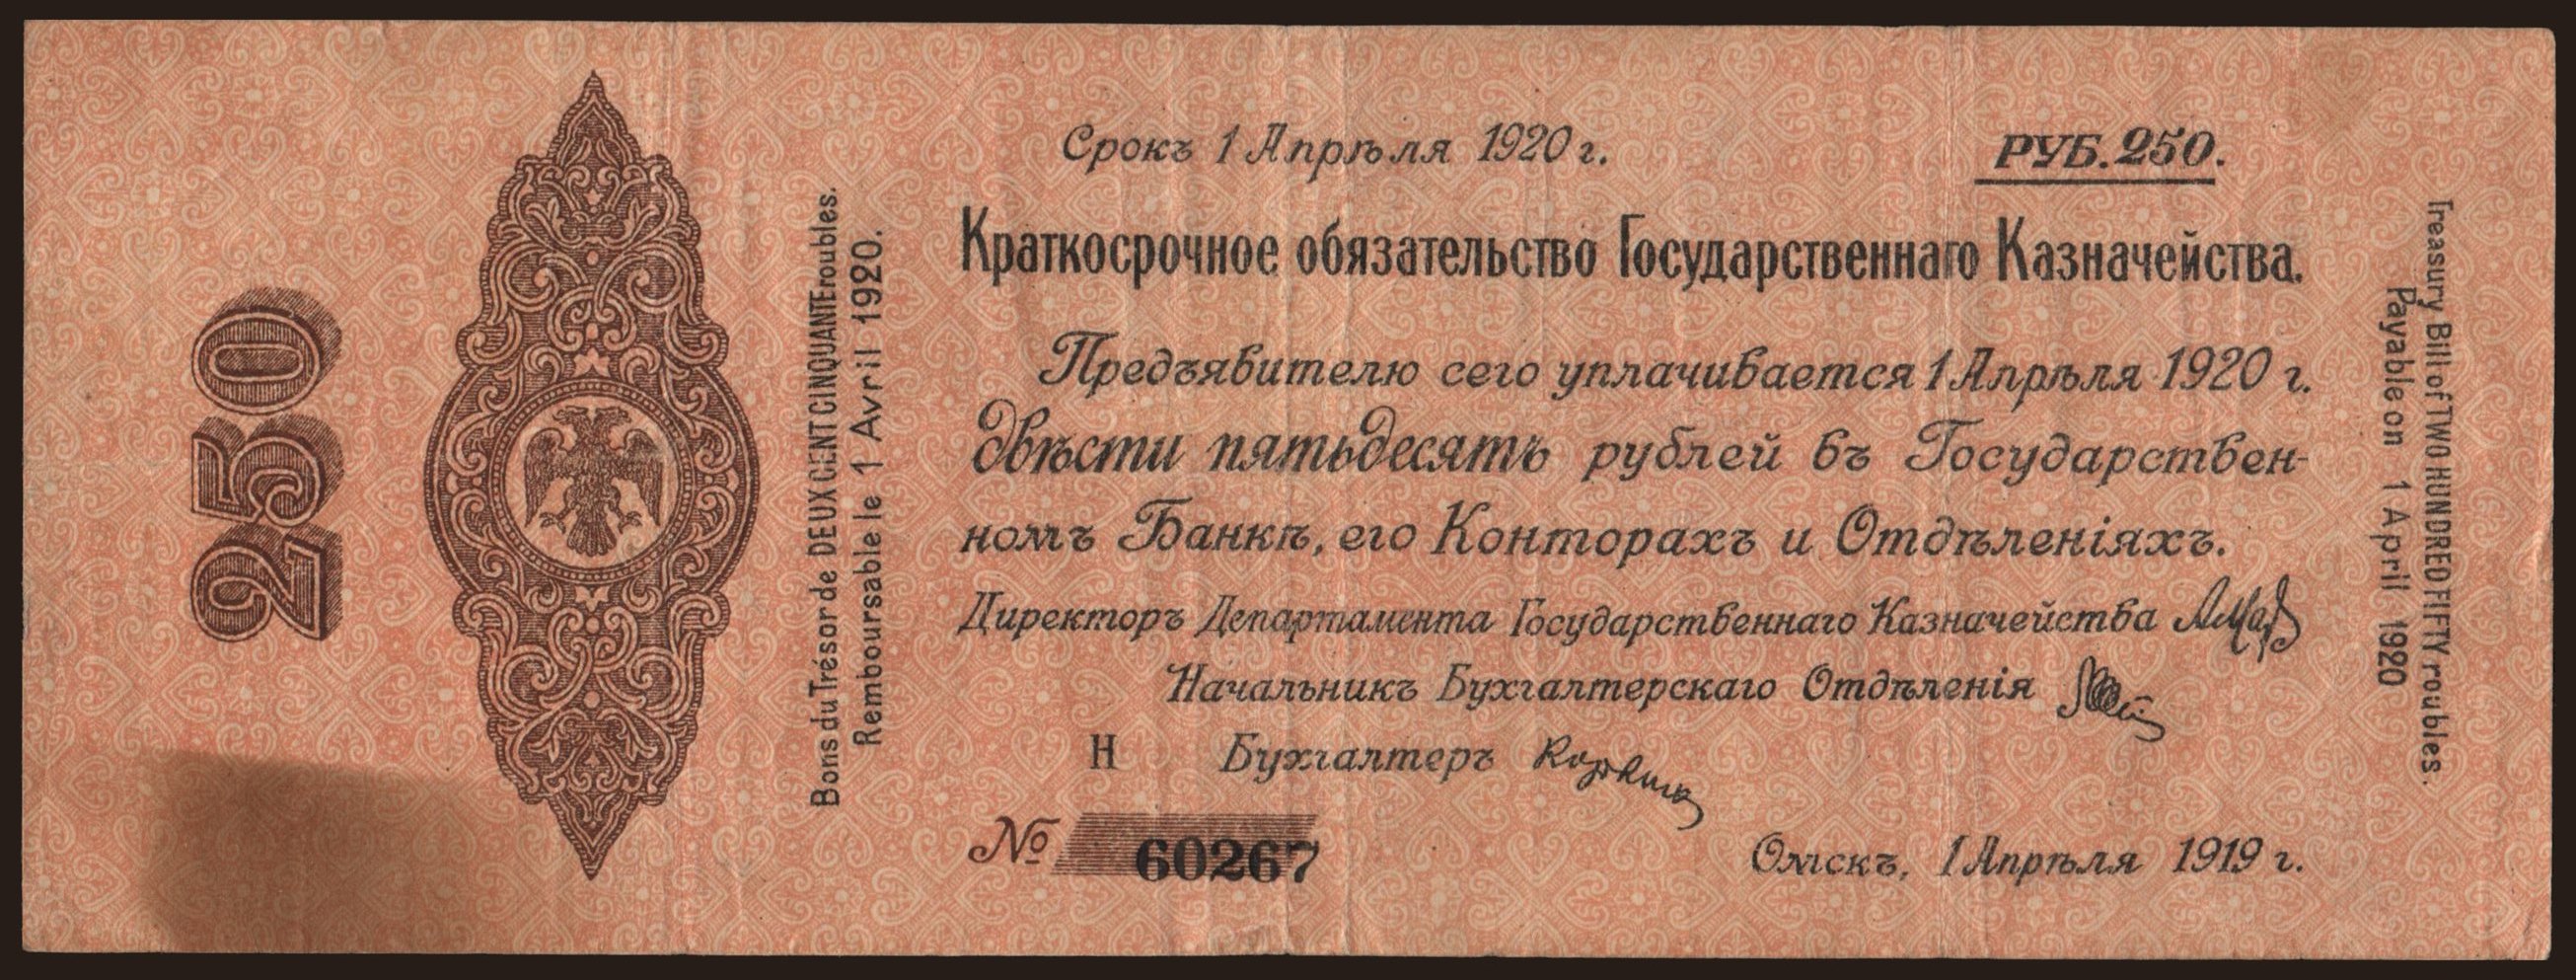 250
Bons du Trésor de DEUX CENT CINQUANTE roubles.
Remboursable le 1 Avril 1920.
Срокъ 1 Апрѣля 1920 г.
РУБ. 250.
Краткосрочное обязательство Государственнаго Казначейства.
Предъявителю сего уплачивается 1 Апрѣля 1920 г.
двѣсти пятьдесятъ рублей въ Государствен-
номъ Банкѣ, его Конторахъ и Отдѣленіяхъ.
Директоръ Департамента Государственнаго Казначейства
Начальникъ Бухгалтерскаго Отдѣленія
Н Бухгалтеръ
№ 60267
Омскъ, 1 Апрѣля 1919 г.
Treasury Bill of TWO HUNDRED FIFTY roubles.
Payable on 1 April 1920